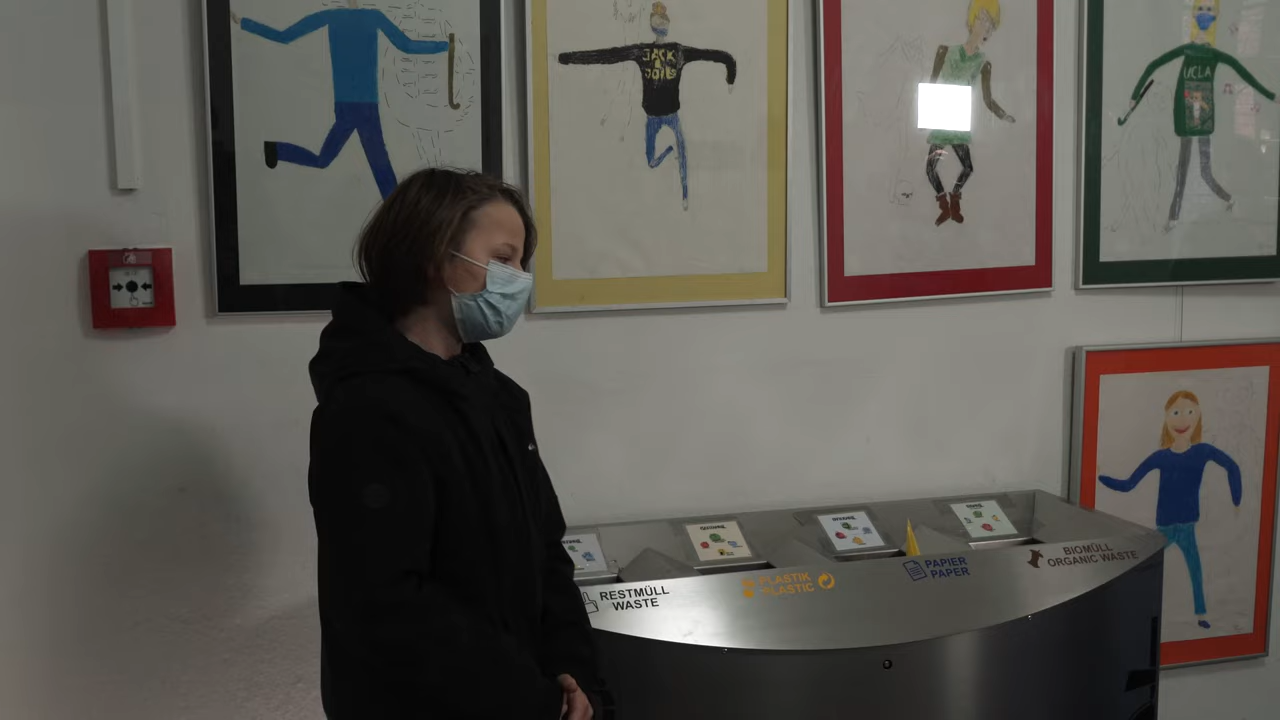 JACK
&
JONES
UCLA
RESTMÜLL
WASTE
PLASTIK
PLASTIC
PAPIER
PAPER
BIOMÜLL
ORGANIC WASTE